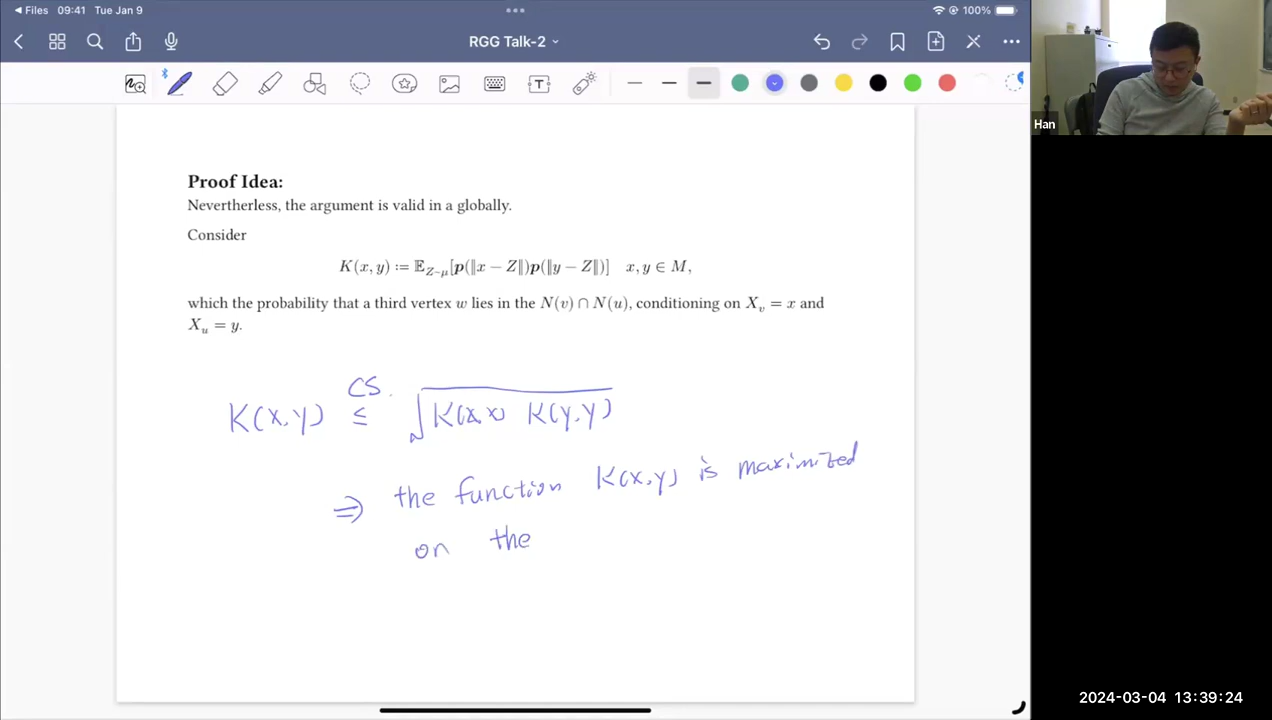 Files 09:41 Tue Jan 9 100%
RGG Talk-2
Han
Proof Idea:
Nevertheless, the argument is valid in a globally.
Consider
K(x, y) := 𝔼_{Z∼μ}[p(‖x − Z‖)p(‖y − Z‖)] x, y ∈ M,
which the probability that a third vertex w lies in the N(v) ∩ N(u), conditioning on X_v = x and
X_u = y.
CS.
K(x,y) ≤ √K(x,x) K(y,y)
⇒ the function K(x,y) is maximized
on the
2024-03-04 13:39:24